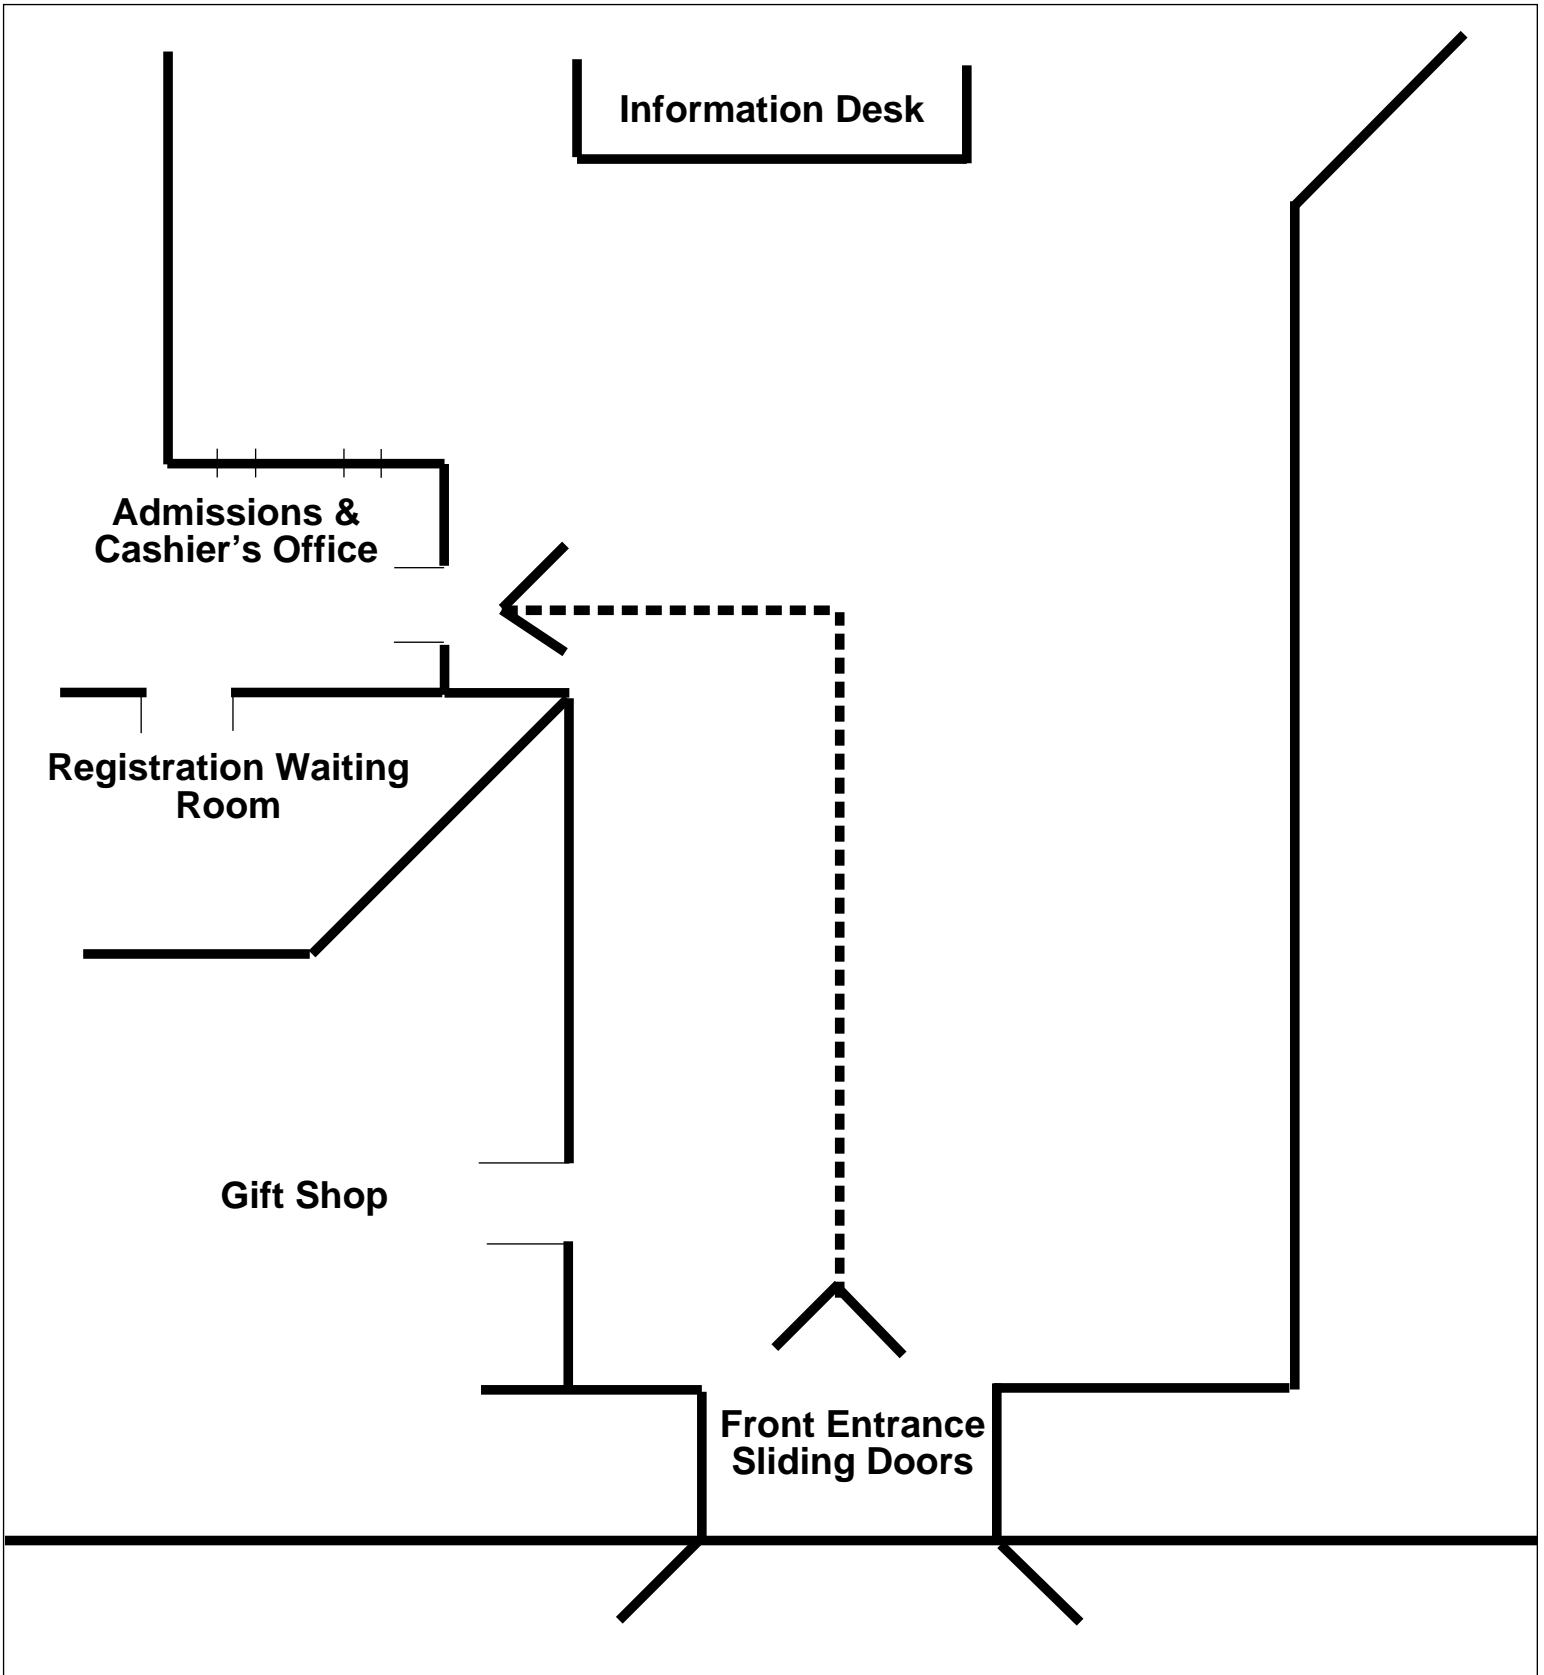 Information Desk
Admissions &
Cashier’s Office
Registration Waiting
Room
Gift Shop
Front Entrance
Sliding Doors